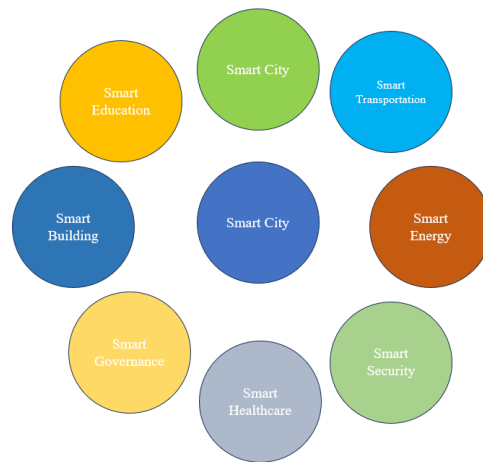 Smart City
Smart
Education
Smart
Transportation
Smart
Building
Smart City
Smart
Energy
Smart
Governance
Smart
Security
Smart
Healthcare